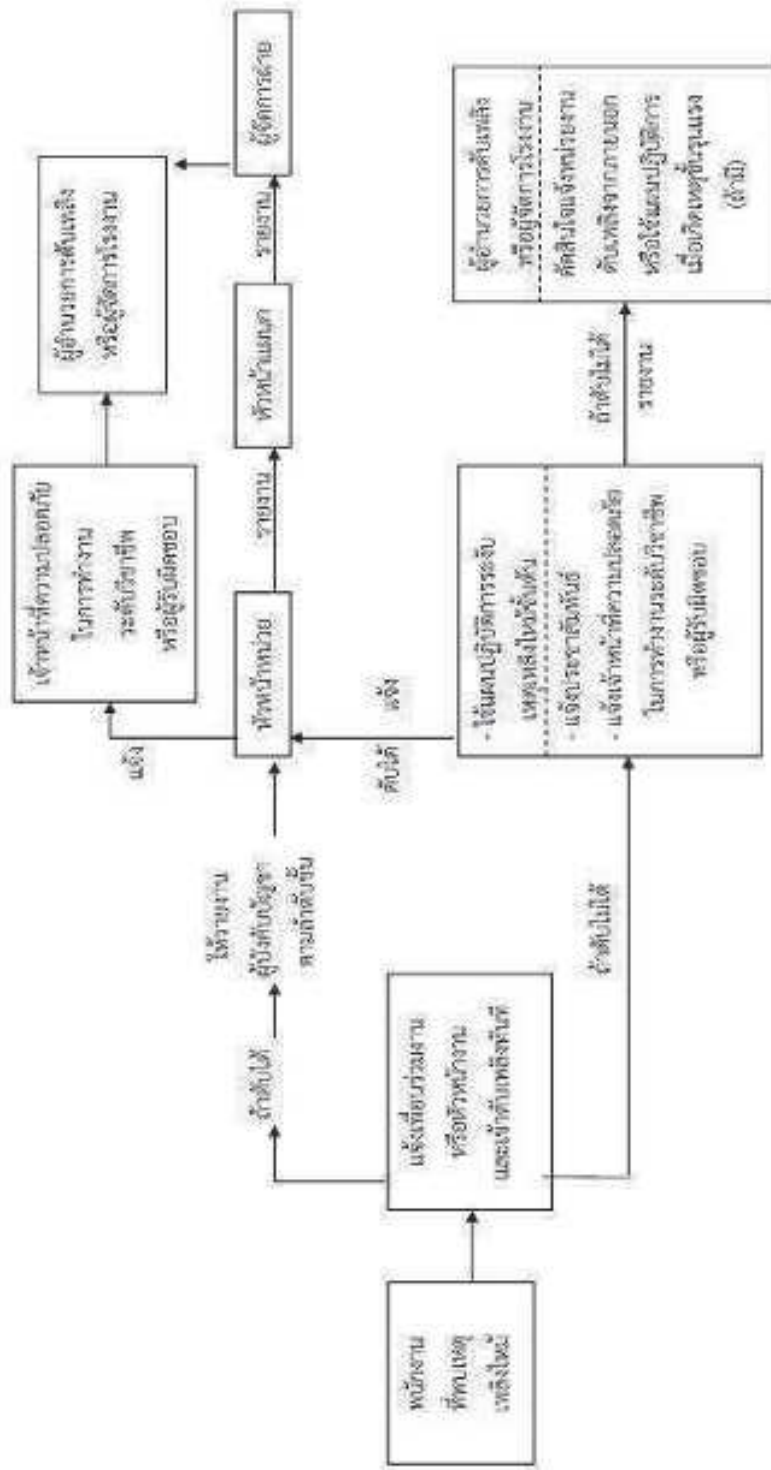 พนักงาน
ที่พบเหตุ
เพลิงไหม้
แจ้งเพื่อนร่วมงาน
หรือหัวหน้างาน
และเข้าดับเพลิงทันที
ถ้าดับได้
ให้รายงาน
ผู้บังคับบัญชา
ตามลำดับขั้น
หัวหน้าหน่วย
รายงาน
หัวหน้าแผนก
รายงาน
ผู้จัดการฝ่าย
แจ้ง
เจ้าหน้าที่ความปลอดภัย
ในการทำงาน
ระดับวิชาชีพ
หรือผู้รับผิดชอบ
ผู้อำนวยการดับเพลิง
หรือผู้จัดการโรงงาน
ถ้าดับไม่ได้
- ใช้แผนปฏิบัติการระงับ
เหตุเพลิงไหม้ขั้นต้น
- แจ้งประชาสัมพันธ์
- แจ้งเจ้าหน้าที่ความปลอดภัย
ในการทำงานระดับวิชาชีพ
หรือผู้รับผิดชอบ
ดับได้
แจ้ง
ถ้าดับไม่ได้
รายงาน
ผู้อำนวยการดับเพลิง
หรือผู้จัดการโรงงาน
ตัดสินใจแจ้งหน่วยงาน
ดับเพลิงจากภายนอก
หรือใช้แผนปฏิบัติการ
เมื่อเกิดเหตุขั้นรุนแรง
(ถ้ามี)